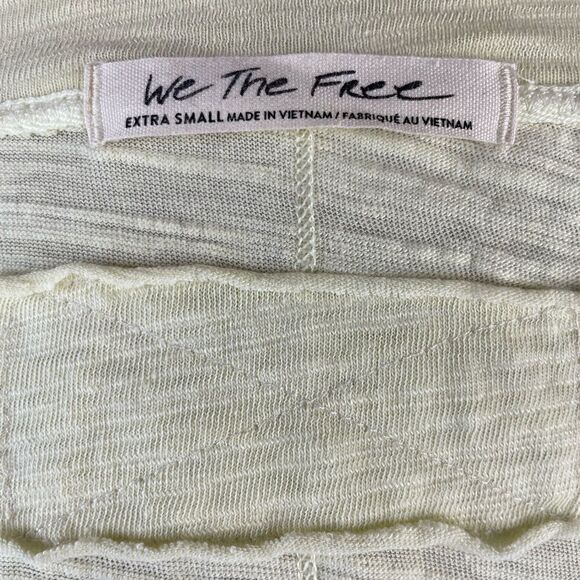 We The Free
EXTRA SMALL MADE IN VIETNAM / FABRIQUÉ AU VIETNAM